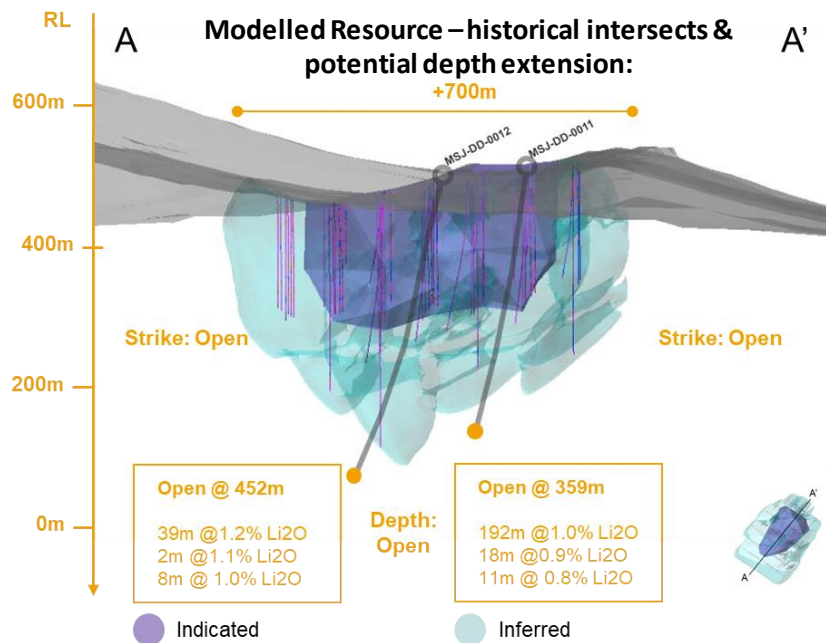 RL
A
Modelled Resource – historical intersects &
potential depth extension:
A'
+700m
600m
MSJ-DD-0012
MSJ-DD-0011
400m
Strike: Open
Strike: Open
200m
Open @ 452m
39m @1.2% Li2O
2m @1.1% Li2O
8m @ 1.0% Li2O
Depth:
Open
Open @ 359m
192m @1.0% Li2O
18m @0.9% Li2O
11m @ 0.8% Li2O
0m
A'
A
Indicated
Inferred